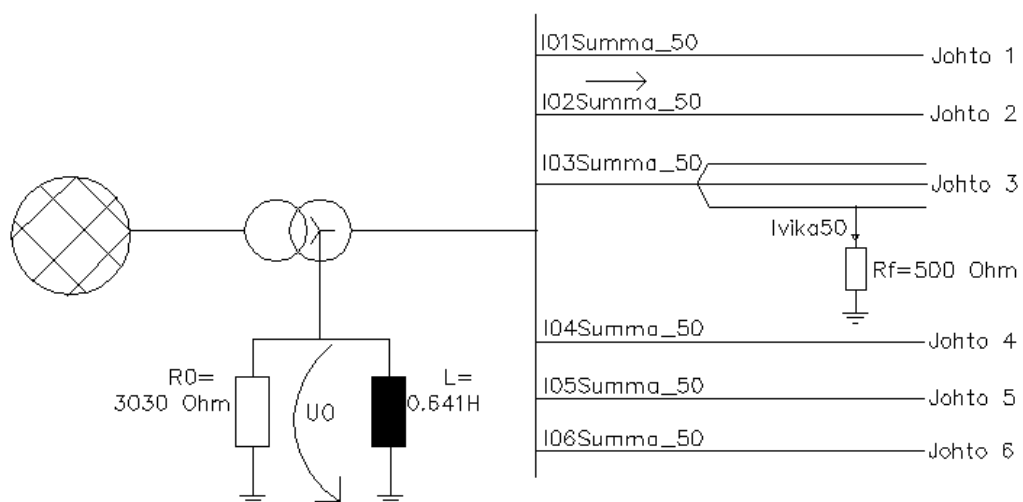 I01Summa_50
Johto 1
I02Summa_50
Johto 2
I03Summa_50
Johto 3
Ivika50
Rf=500 Ohm
I04Summa_50
Johto 4
R0=
3030 Ohm
U0
L=
0.641H
I05Summa_50
Johto 5
I06Summa_50
Johto 6